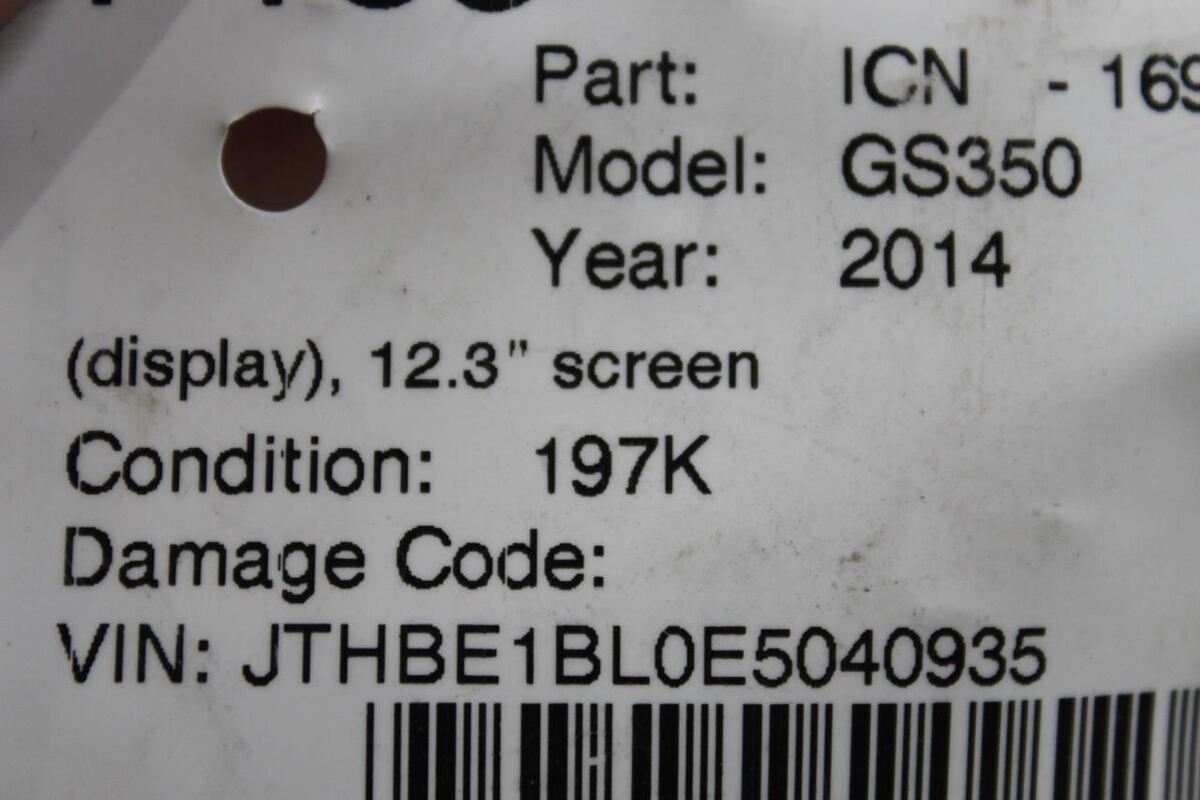 Part: ICN - 169
Model: GS350
Year: 2014
(display), 12.3" screen
Condition: 197K
Damage Code:
VIN: JTHBE1BL0E5040935